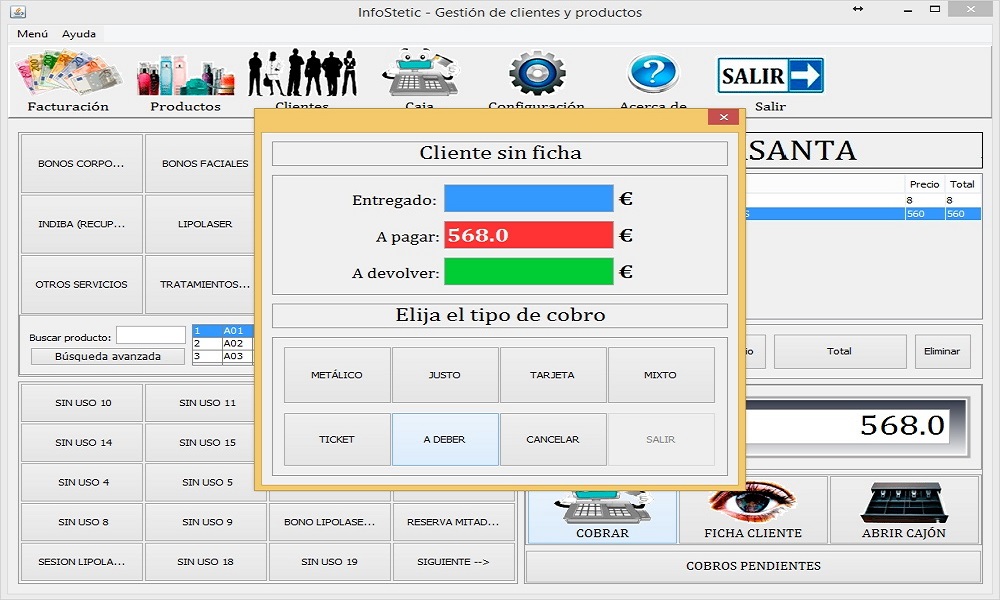 InfoStetic - Gestión de clientes y productos
Menú Ayuda
SALIR
Facturación Productos Clientes Caja Configuración Acerca de Salir
Cliente sin ficha
Entregado: €
A pagar: 568.0 €
A devolver: €
Elija el tipo de cobro
METÁLICO JUSTO TARJETA MIXTO
TICKET A DEBER CANCELAR SALIR
BONOS CORPO... BONOS FACIALES
INDIBA (RECUP... LIPOLASER
OTROS SERVICIOS TRATAMIENTOS...
Buscar producto:
Búsqueda avanzada
1 A01
2 A02
3 A03
SANTA
Precio Total
8 8
560 560
Total Eliminar
568.0
SIN USO 10 SIN USO 11
SIN USO 14 SIN USO 15
SIN USO 4 SIN USO 5
SIN USO 8 SIN USO 9 BONO LIPOLASE... RESERVA MITAD...
SESION LIPOLA... SIN USO 18 SIN USO 19 SIGUIENTE -->
COBRAR FICHA CLIENTE ABRIR CAJÓN
COBROS PENDIENTES